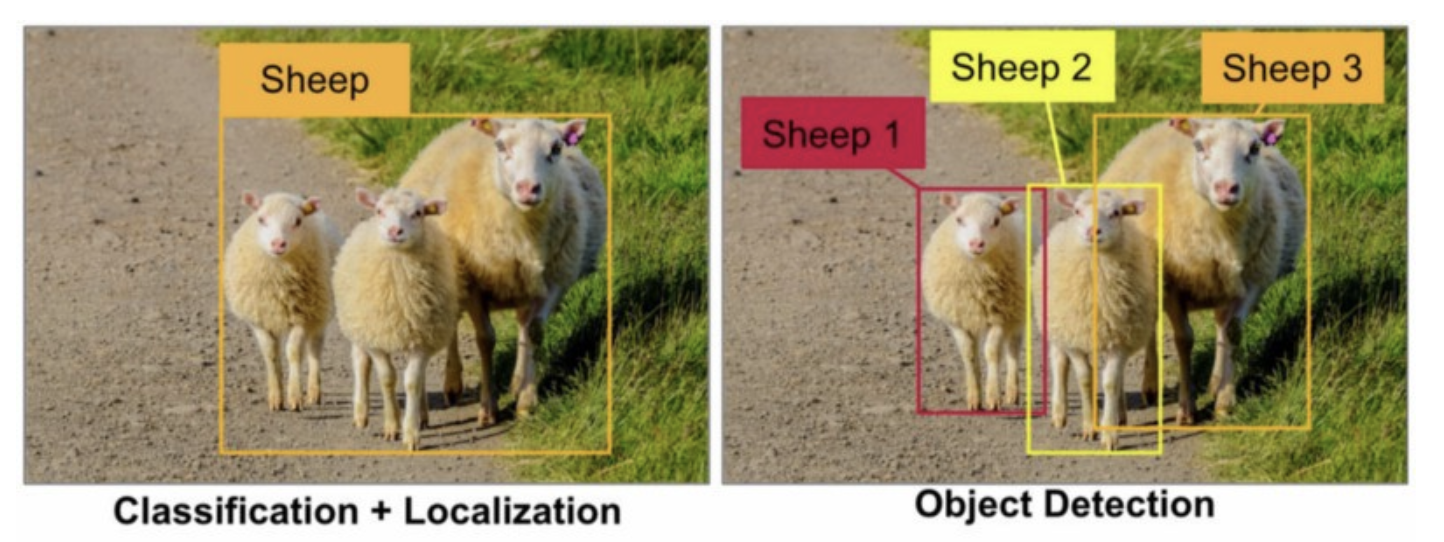 Sheep
Sheep 1
Sheep 2
Sheep 3
Classification + Localization
Object Detection